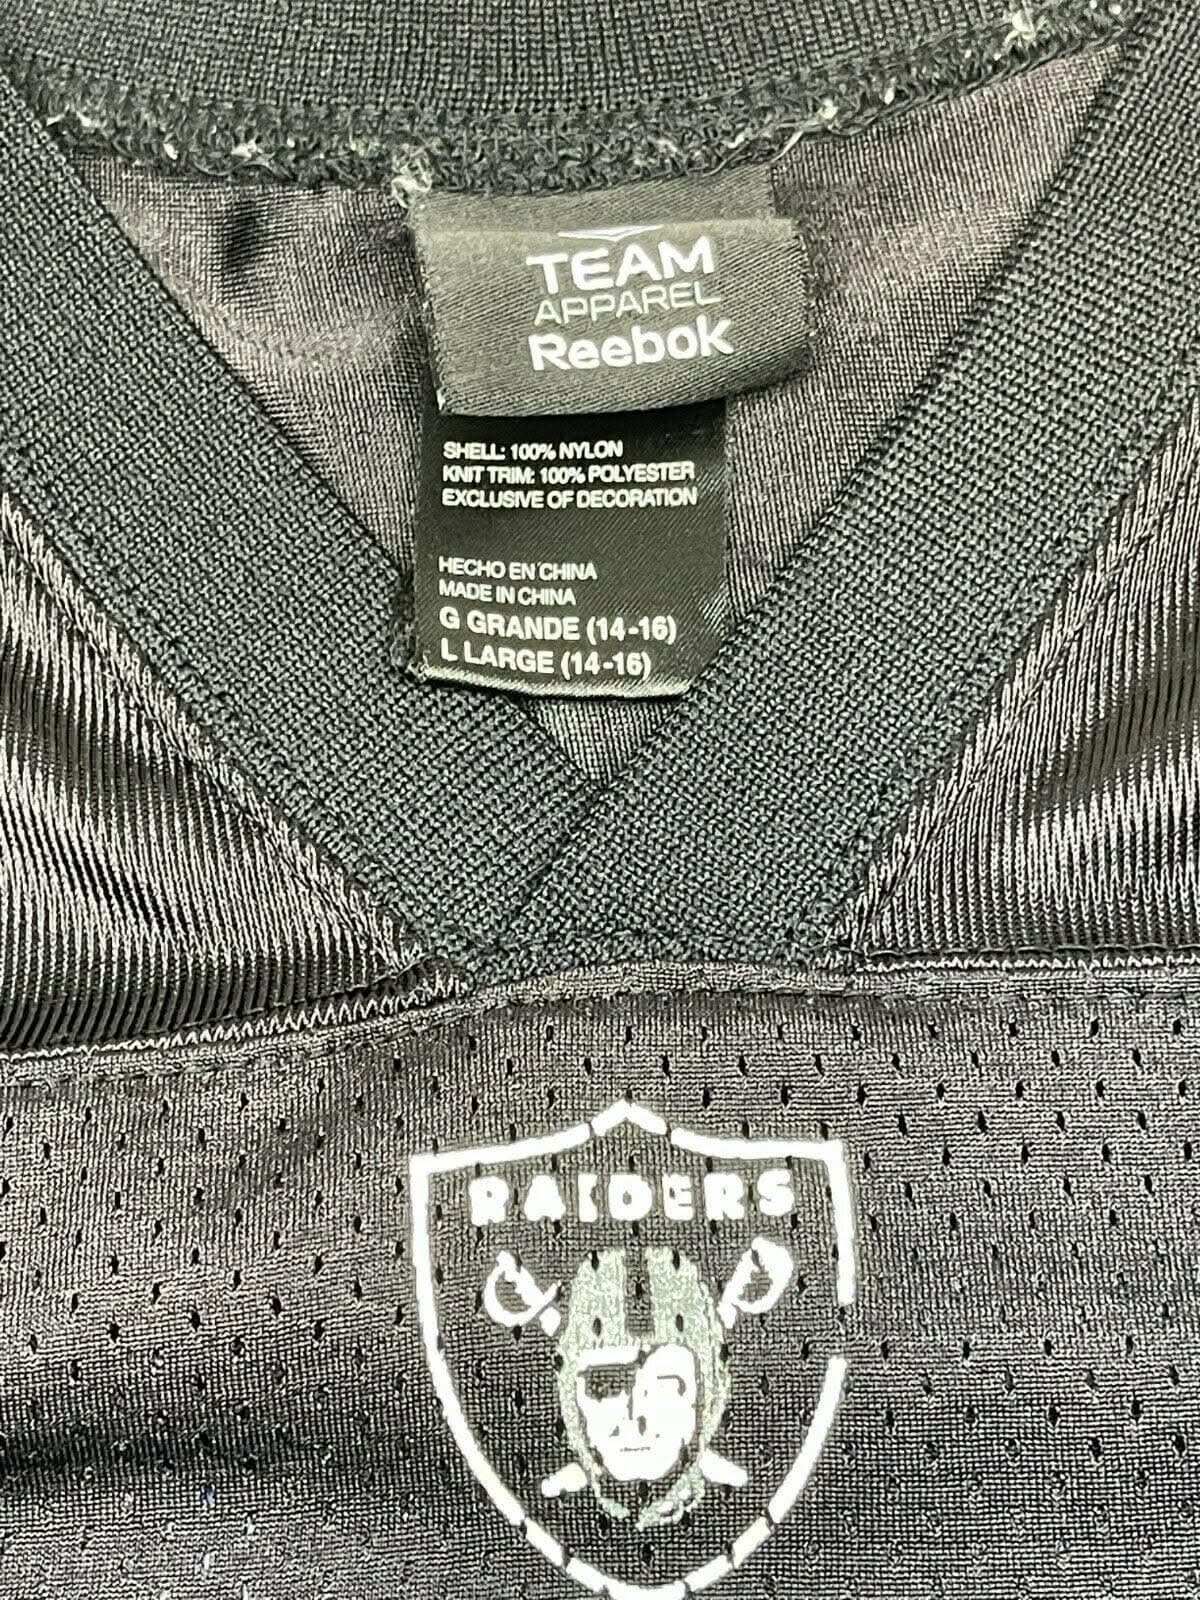 TEAM
APPAREL
Reebok
SHELL: 100% NYLON
KNIT TRIM: 100% POLYESTER
EXCLUSIVE OF DECORATION
HECHO EN CHINA
MADE IN CHINA
G GRANDE (14-16)
L LARGE (14-16)
RAIDERS